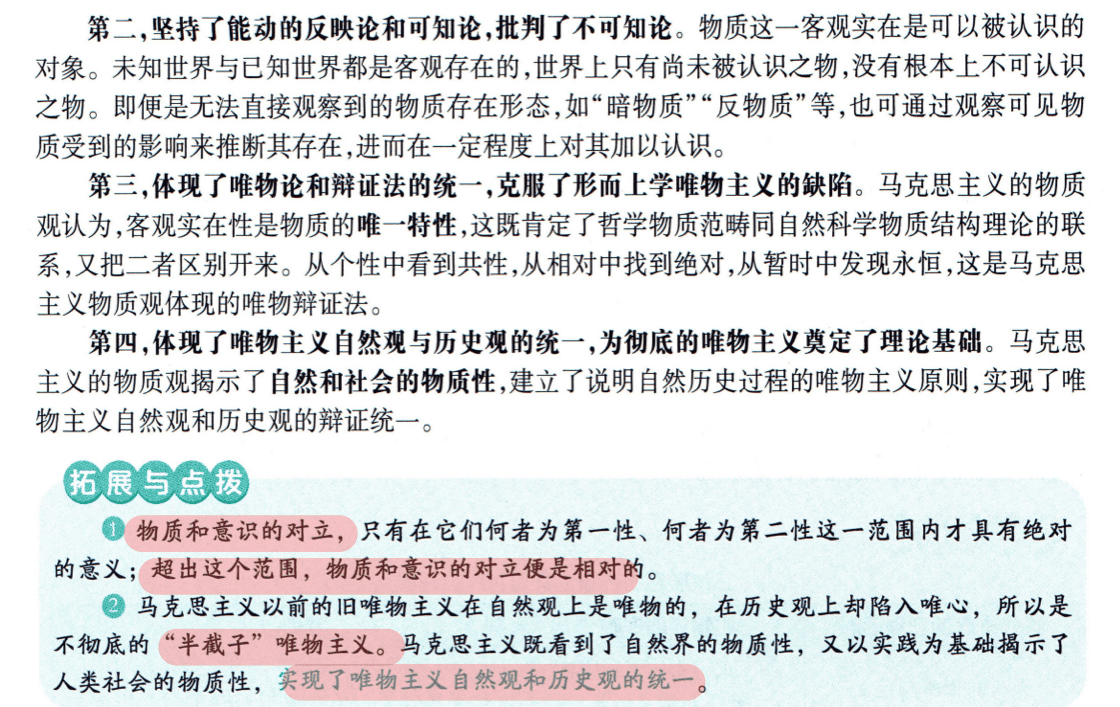 第二,坚持了能动的反映论和可知论,批判了不可知论。物质这一客观实在是可以被认识的
对象。未知世界与已知世界都是客观存在的,世界上只有尚未被认识之物,没有根本上不可认识
之物。即便是无法直接观察到的物质存在形态,如“暗物质”“反物质”等,也可通过观察可见物
质受到的影响来推断其存在,进而在一定程度上对其加以认识。
第三,体现了唯物论和辩证法的统一,克服了形而上学唯物主义的缺陷。马克思主义的物质
观认为,客观实在性是物质的唯一特性,这既肯定了哲学物质范畴同自然科学物质结构理论的联
系,又把二者区别开来。从个性中看到共性,从相对中找到绝对,从暂时中发现永恒,这是马克思
主义物质观体现的唯物辩证法。
第四,体现了唯物主义自然观与历史观的统一,为彻底的唯物主义奠定了理论基础。马克思
主义的物质观揭示了自然和社会的物质性,建立了说明自然历史过程的唯物主义原则,实现了唯
物主义自然观和历史观的辩证统一。
拓展与点拨
❶ 物质和意识的对立，只有在它们何者为第一性、何者为第二性这一范围内才具有绝对
的意义；超出这个范围，物质和意识的对立便是相对的。
❷ 马克思主义以前的旧唯物主义在自然观上是唯物的，在历史观上却陷入唯心，所以是
不彻底的“半截子”唯物主义。马克思主义既看到了自然界的物质性，又以实践为基础揭示了
人类社会的物质性，实现了唯物主义自然观和历史观的统一。